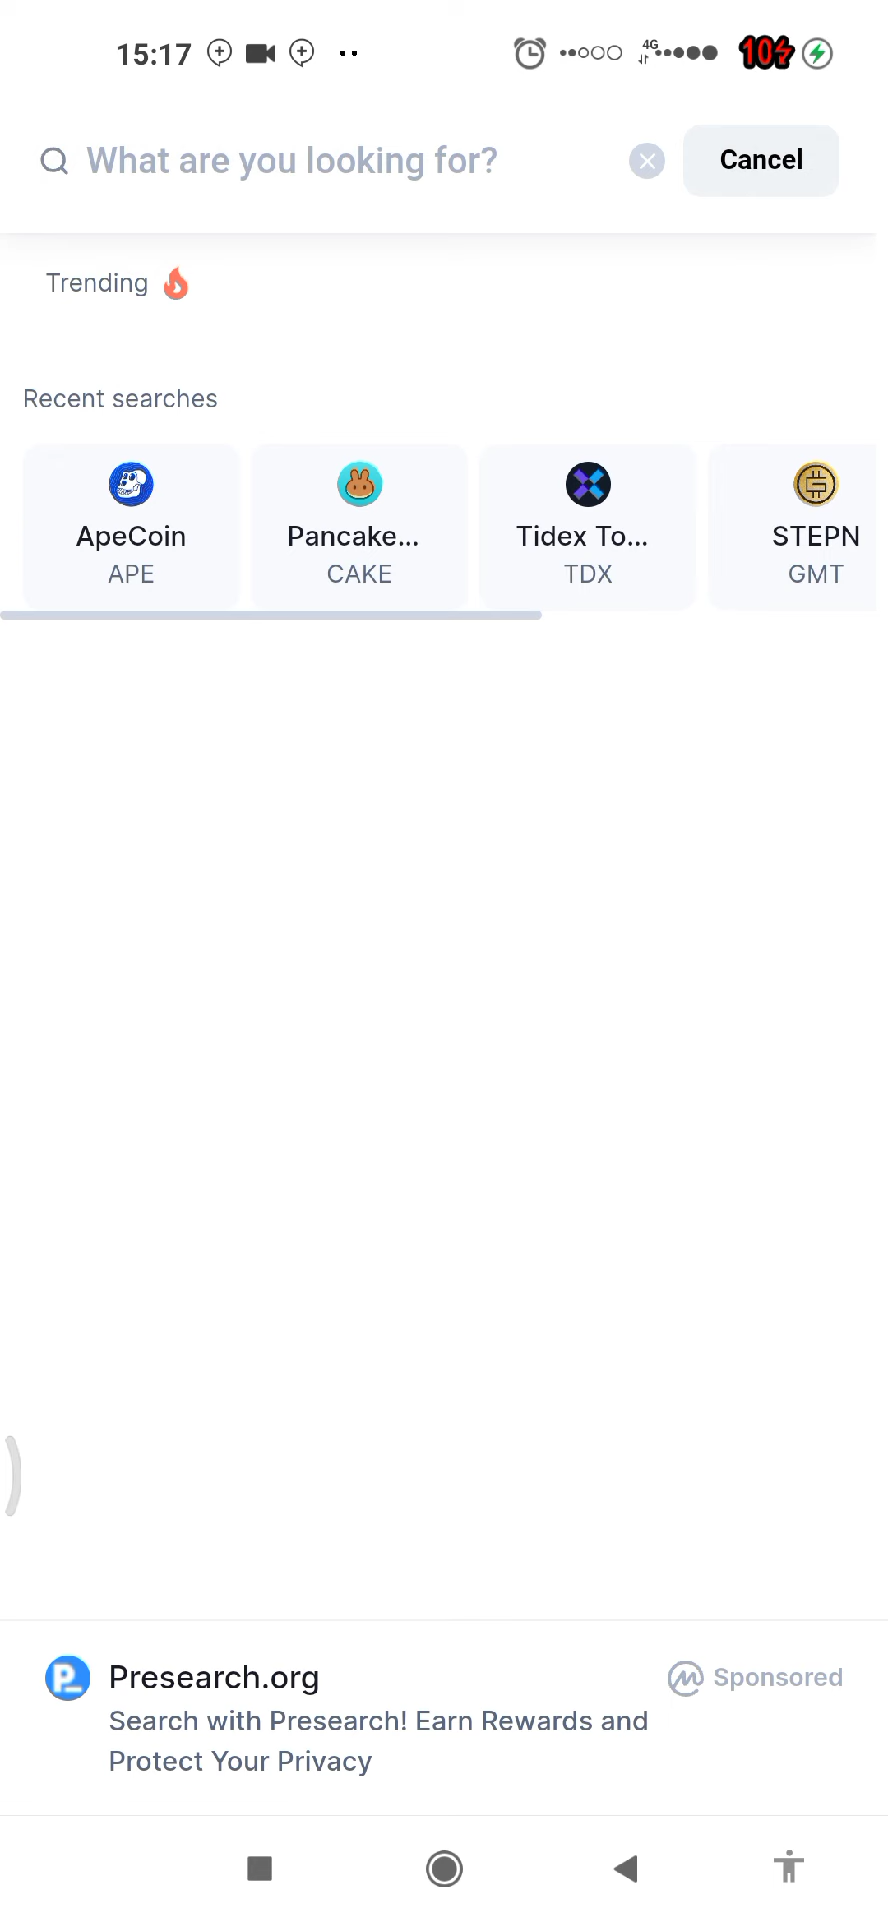 15:17
4G
10
What are you looking for?
Cancel
Trending
Recent searches
ApeCoin
APE
Pancake...
CAKE
Tidex To...
TDX
STEPN
GMT
Presearch.org
Sponsored
Search with Presearch! Earn Rewards and
Protect Your Privacy